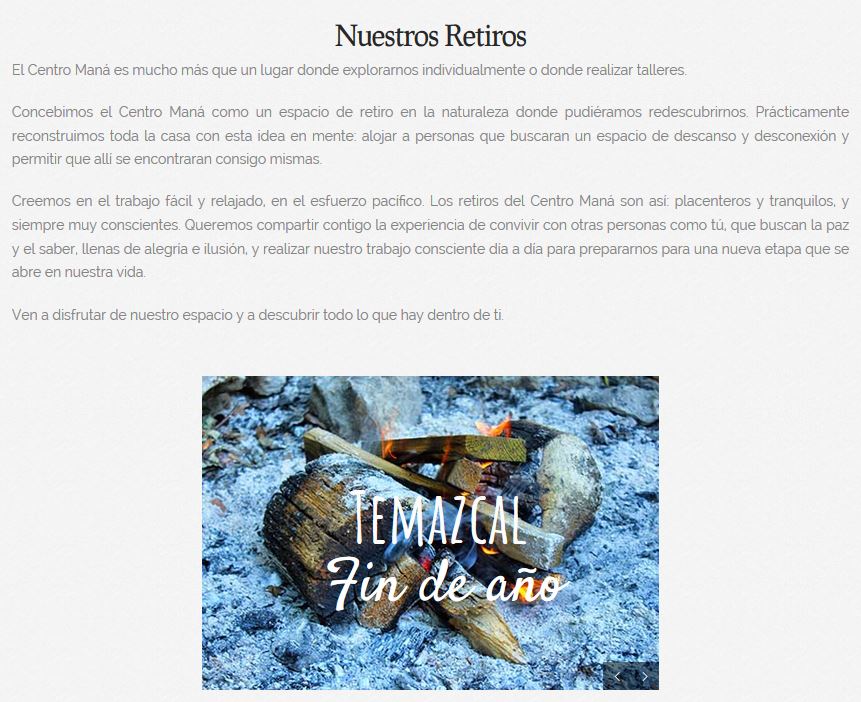 Nuestros Retiros
El Centro Maná es mucho más que un lugar donde explorarnos individualmente o donde realizar talleres.
Concebimos el Centro Maná como un espacio de retiro en la naturaleza donde pudiéramos redescubrirnos. Prácticamente
reconstruimos toda la casa con esta idea en mente: alojar a personas que buscaran un espacio de descanso y desconexión y
permitir que allí se encontraran consigo mismas.
Creemos en el trabajo fácil y relajado, en el esfuerzo pacífico. Los retiros del Centro Maná son así: placenteros y tranquilos, y
siempre muy conscientes. Queremos compartir contigo la experiencia de convivir con otras personas como tú, que buscan la paz
y el saber, llenas de alegría e ilusión, y realizar nuestro trabajo consciente día a día para prepararnos para una nueva etapa que se
abre en nuestra vida.
Ven a disfrutar de nuestro espacio y a descubrir todo lo que hay dentro de ti.
TEMAZCAL
Fin de año